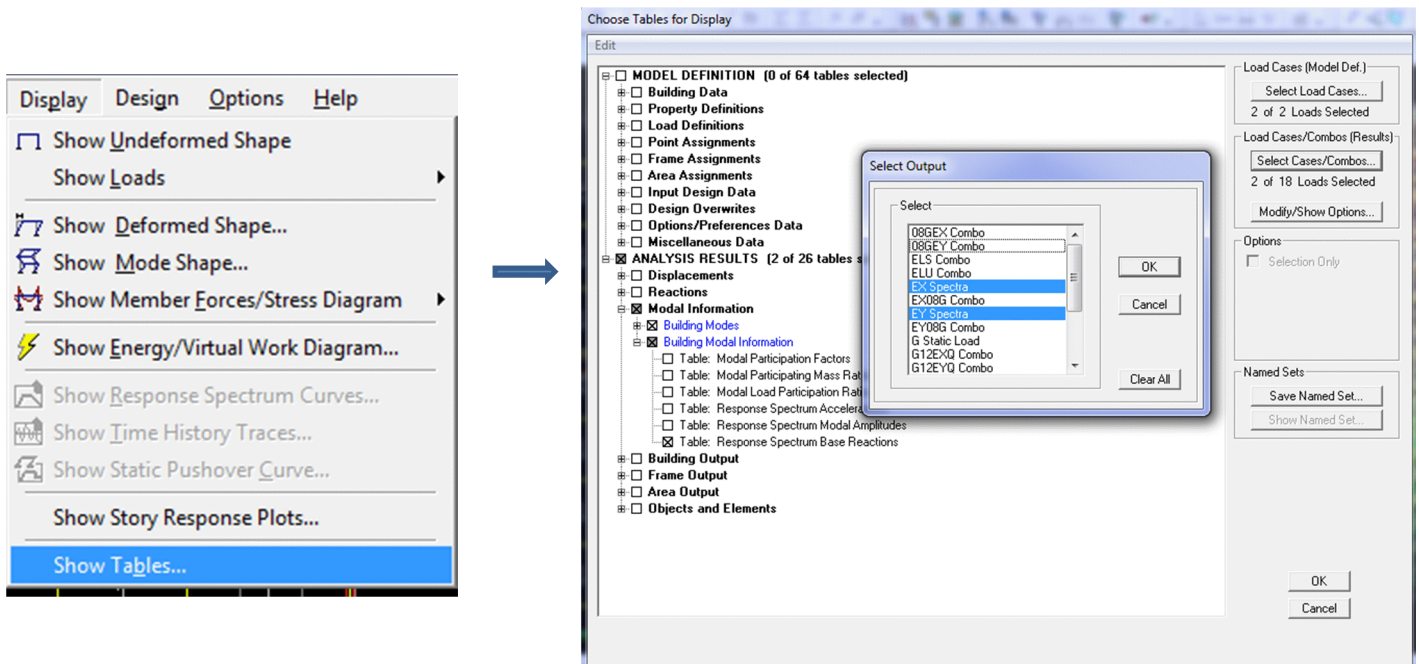 Display Design Options Help
Show Undeformed Shape
Show Loads
Show Deformed Shape...
Show Mode Shape...
Show Member Forces/Stress Diagram
Show Energy/Virtual Work Diagram...
Show Response Spectrum Curves...
Show Time History Traces...
Show Static Pushover Curve...
Show Story Response Plots...
Show Tables...
Choose Tables for Display
Edit
MODEL DEFINITION (0 of 64 tables selected)
Building Data
Property Definitions
Load Definitions
Point Assignments
Frame Assignments
Area Assignments
Input Design Data
Design Overwrites
Options/Preferences Data
Miscellaneous Data
ANALYSIS RESULTS (2 of 26 tables s
Displacements
Reactions
Modal Information
Building Modes
Building Modal Information
Table: Modal Participation Factors
Table: Modal Participating Mass Rat
Table: Modal Load Participation Rati
Table: Response Spectrum Accelera
Table: Response Spectrum Modal Amplitudes
Table: Response Spectrum Base Reactions
Building Output
Frame Output
Area Output
Objects and Elements
Select Output
Select
08GEX Combo
08GEY Combo
ELS Combo
ELU Combo
EX Spectra
EX08G Combo
EY Spectra
EY08G Combo
G Static Load
G12EXQ Combo
G12EYQ Combo
OK
Cancel
Clear All
Load Cases (Model Def.)
Select Load Cases...
2 of 2 Loads Selected
Load Cases/Combos (Results)
Select Cases/Combos...
2 of 18 Loads Selected
Modify/Show Options...
Options
Selection Only
Named Sets
Save Named Set...
Show Named Set...
OK
Cancel